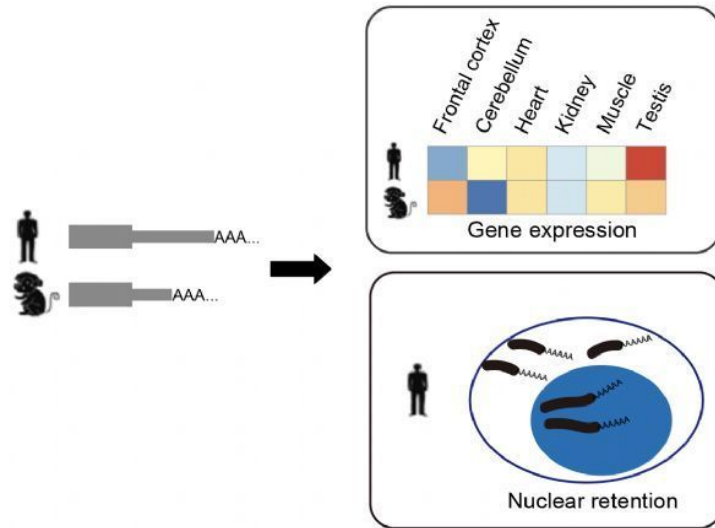 Frontal cortex
Cerebellum
Heart
Kidney
Muscle
Testis
Gene expression
AAA...
AAA...
Nuclear retention